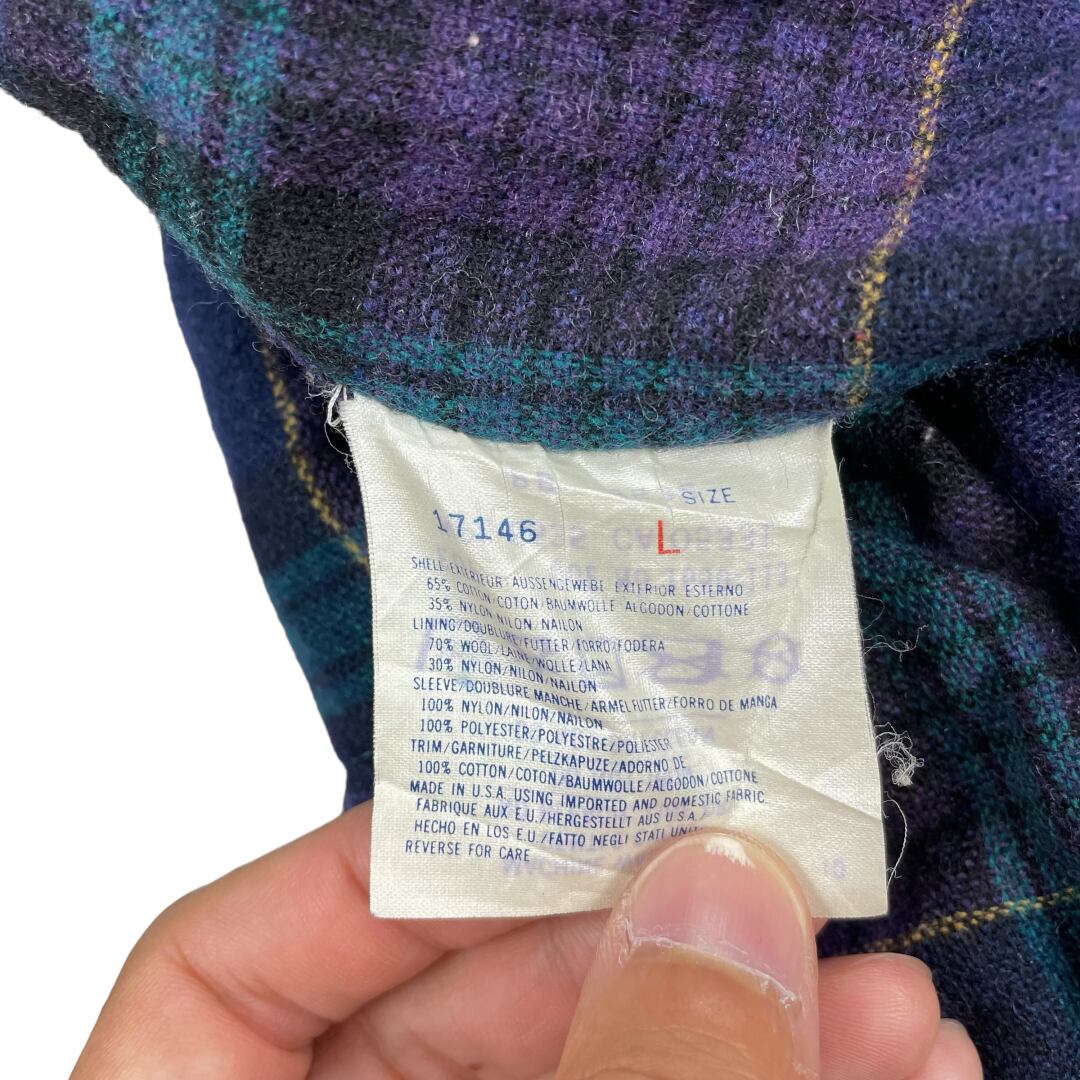 SIZE
17146 L
SHELL EXTERIEUR AUSSENGEWEBE EXTERIOR ESTERNO
65% COTTON/COTON/BAUMWOLLE ALGODON/COTTONE
35% NYLON NILON/NAILON
LINING/DOUBLURE/FUTTER/FORRO/FODERA
70% WOOL/LAINE/WOLLE/LANA
30% NYLON/NILON/NAILON
SLEEVE/DOUBLURE MANCHE/ARMELFUTTER/FORRO DE MANGA
100% NYLON/NILON/NAILON
100% POLYESTER/POLYESTRE/POLIESTER
TRIM/GARNITURE/PELZKAPUZE/ADORNO DE
100% COTTON/COTON/BAUMWOLLE/ALGODON/COTTONE
MADE IN U.S.A. USING IMPORTED AND DOMESTIC FABRIC
FABRIQUE AUX E.U./HERGESTELLT AUS U.S.A./
HECHO EN LOS E.U./FATTO NEGLI STATI
REVERSE FOR CARE